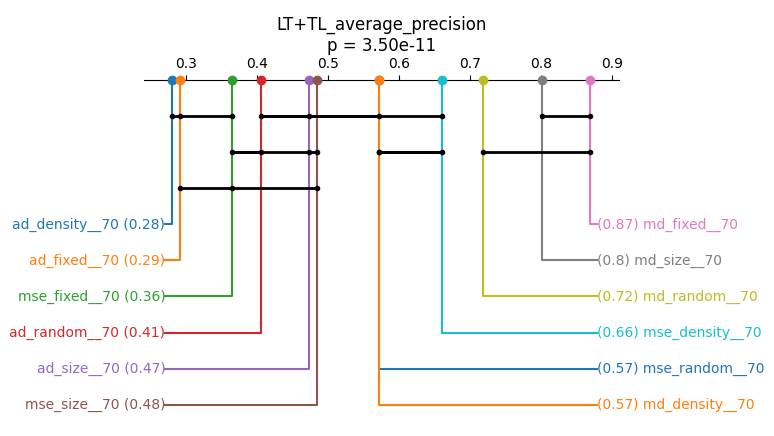 LT+TL_average_precision
p = 3.50e-11
0.3 0.4 0.5 0.6 0.7 0.8 0.9
ad_density__70 (0.28) (0.87) md_fixed__70
ad_fixed__70 (0.29) (0.8) md_size__70
mse_fixed__70 (0.36) (0.72) md_random__70
ad_random__70 (0.41) (0.66) mse_density__70
ad_size__70 (0.47) (0.57) mse_random__70
mse_size__70 (0.48) (0.57) md_density__70